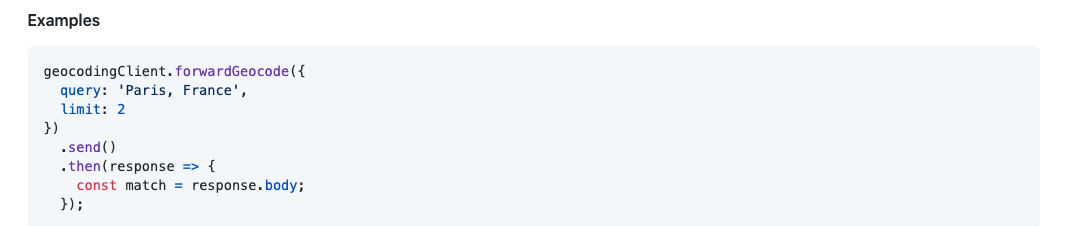 Examples
geocodingClient.forwardGeocode({
  query: 'Paris, France',
  limit: 2
})
  .send()
  .then(response => {
    const match = response.body;
  });